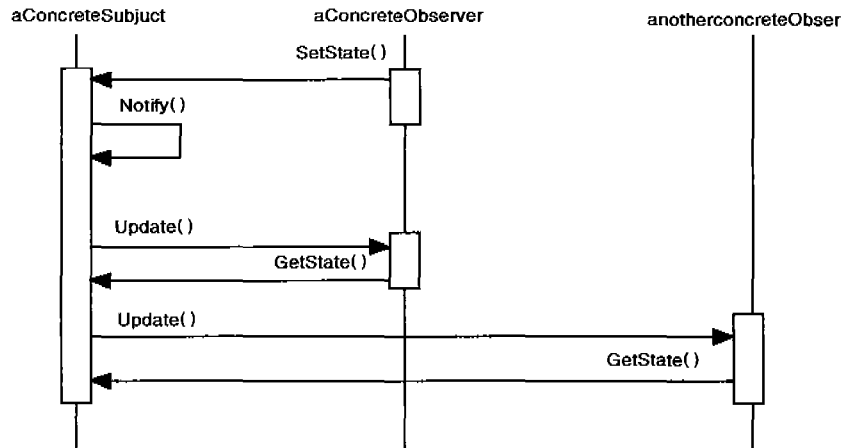 aConcreteSubjuct
aConcreteObserver
anotherconcreteObser
SetState()
Notify()
Update()
GetState()
Update()
GetState()